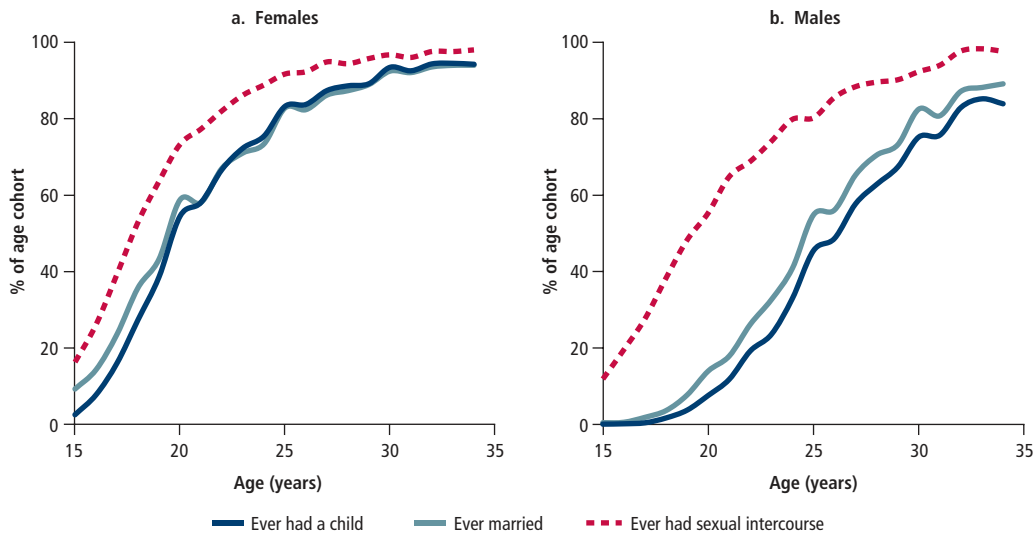 a. Females
100
80
60
40
20
0
15
20
25
30
35
% of age cohort
Age (years)
b. Males
100
80
60
40
20
0
15
20
25
30
35
% of age cohort
Age (years)
Ever had a child
Ever married
Ever had sexual intercourse